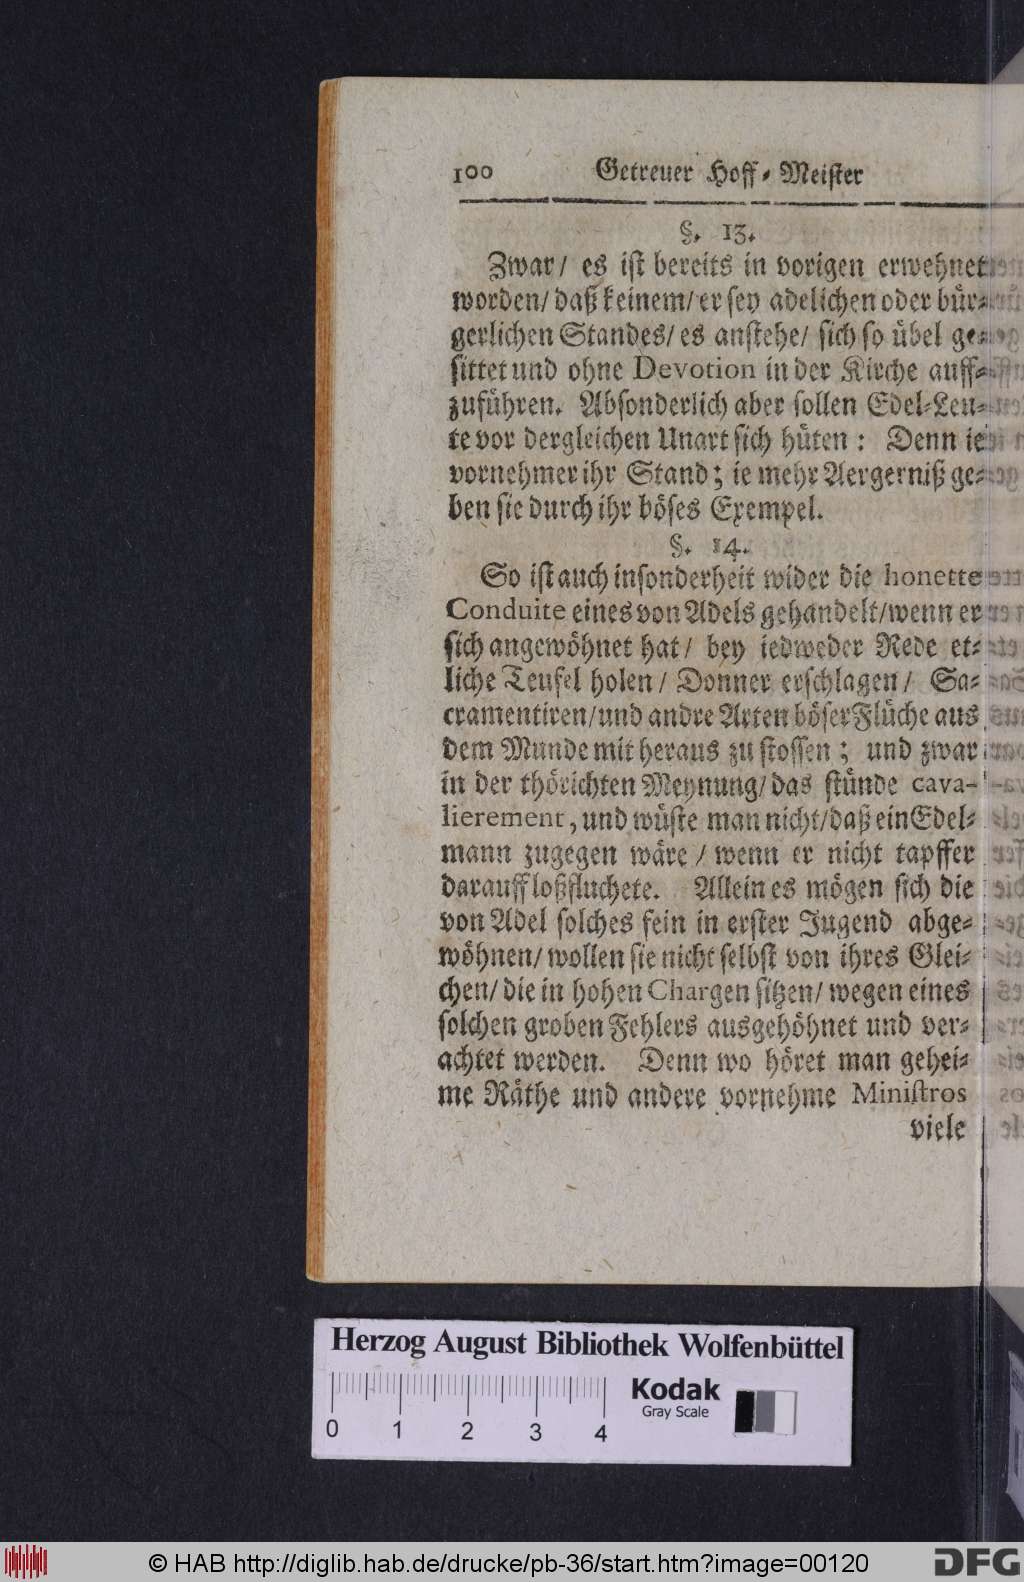 100 Getreuer Hoff-Meister
§. 13.
Zwar/ es ist bereits in vorigen erwehnet
worden/ daß keinem/ er sey adelichen oder bür-
gerlichen Standes/ es anstehe/ sich so übel ge-
sittet und ohne Devotion in der Kirche auff-
zuführen. Absonderlich aber sollen Edel-Leu-
te vor dergleichen Unart sich hüten: Denn ie
vornehmer ihr Stand; ie mehr Aergerniß ge-
ben sie durch ihr böses Exempel.
§. 14.
So ist auch insonderheit wider die honette
Conduite eines von Adels gehandelt/ wenn er
sich angewöhnet hat/ bey iedweder Rede et-
liche Teufel holen/ Donner erschlagen/ Sa-
cramentiren/ und andre Arten böser Flüche aus
dem Munde mit heraus zu stossen; und zwar
in der thörichten Meynung/ das stünde cava-
lierement, und wüste man nicht/ daß ein Edel-
mann zugegen wäre/ wenn er nicht tapffer
darauff loßfluchete. Allein es mögen sich die
von Adel solches fein in erster Jugend abge-
wöhnen/ wollen sie nicht selbst von ihres Glei-
chen/ die in hohen Chargen sitzen/ wegen eines
solchen groben Fehlers ausgehöhnet und ver-
achtet werden. Denn wo höret man gehei-
me Räthe und andere vornehme Ministros
viele
Herzog August Bibliothek Wolfenbüttel
0 1 2 3 4
Kodak
Gray Scale
© HAB http://diglib.hab.de/drucke/pb-36/start.htm?image=00120
DFG